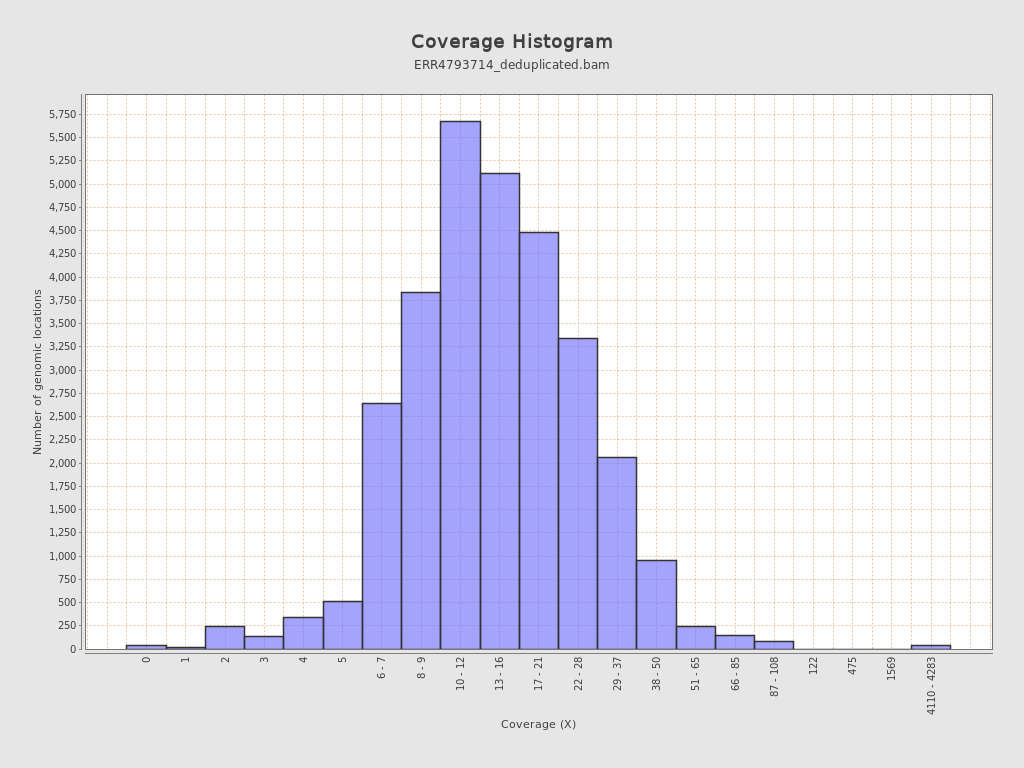 Coverage Histogram
ERR4793714_deduplicated.bam
Number of genomic locations
5,750
5,500
5,250
5,000
4,750
4,500
4,250
4,000
3,750
3,500
3,250
3,000
2,750
2,500
2,250
2,000
1,750
1,500
1,250
1,000
750
500
250
0
0
1
2
3
4
5
6 - 7
8 - 9
10 - 12
13 - 16
17 - 21
22 - 28
29 - 37
38 - 50
51 - 65
66 - 85
87 - 108
122
475
1569
4110 - 4283
Coverage (X)